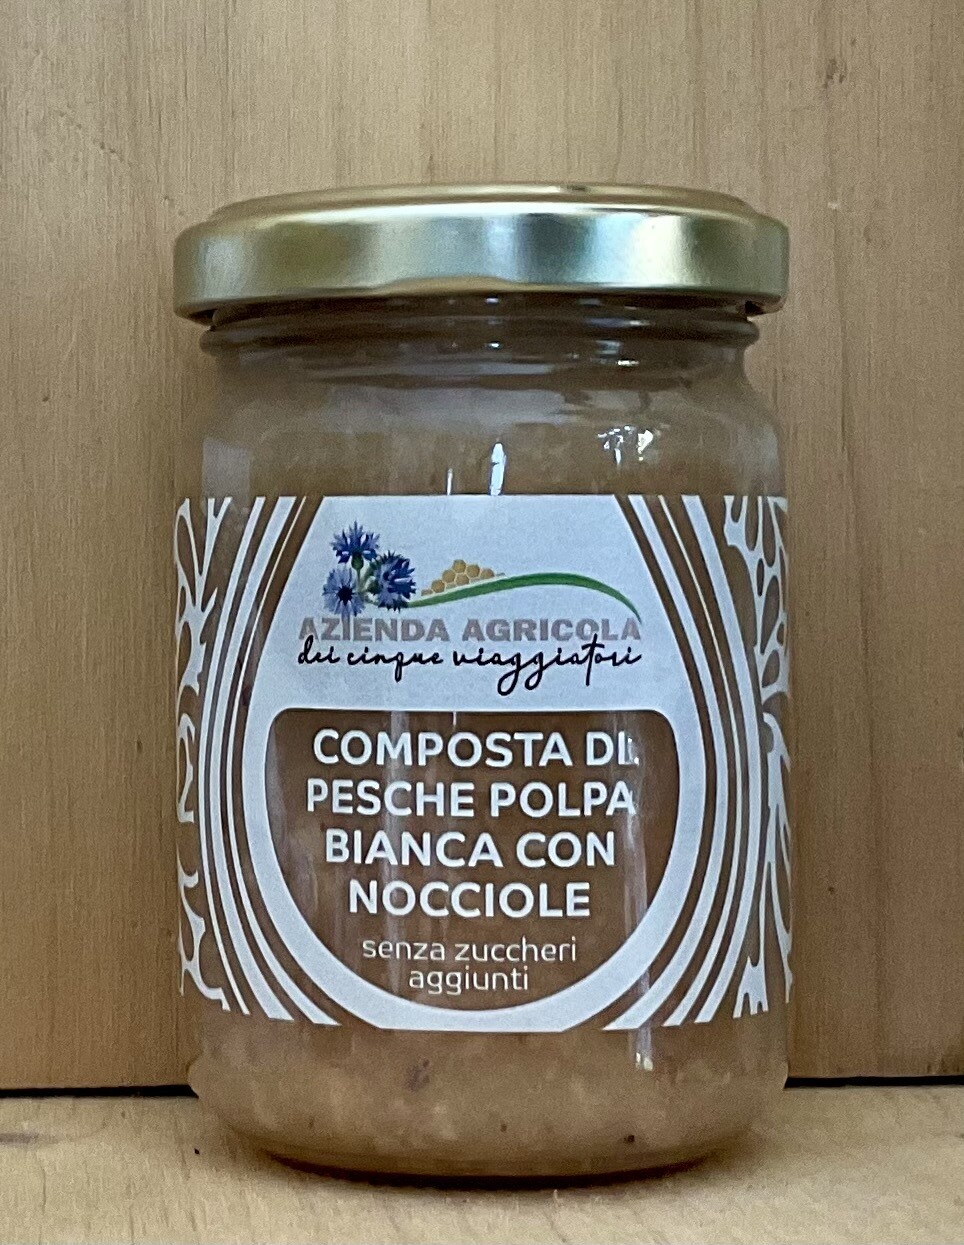 AZIENDA AGRICOLA
dei cinque viaggiatori
COMPOSTA DI
PESCHE POLPA
BIANCA CON
NOCCIOLE
senza zuccheri
aggiunti